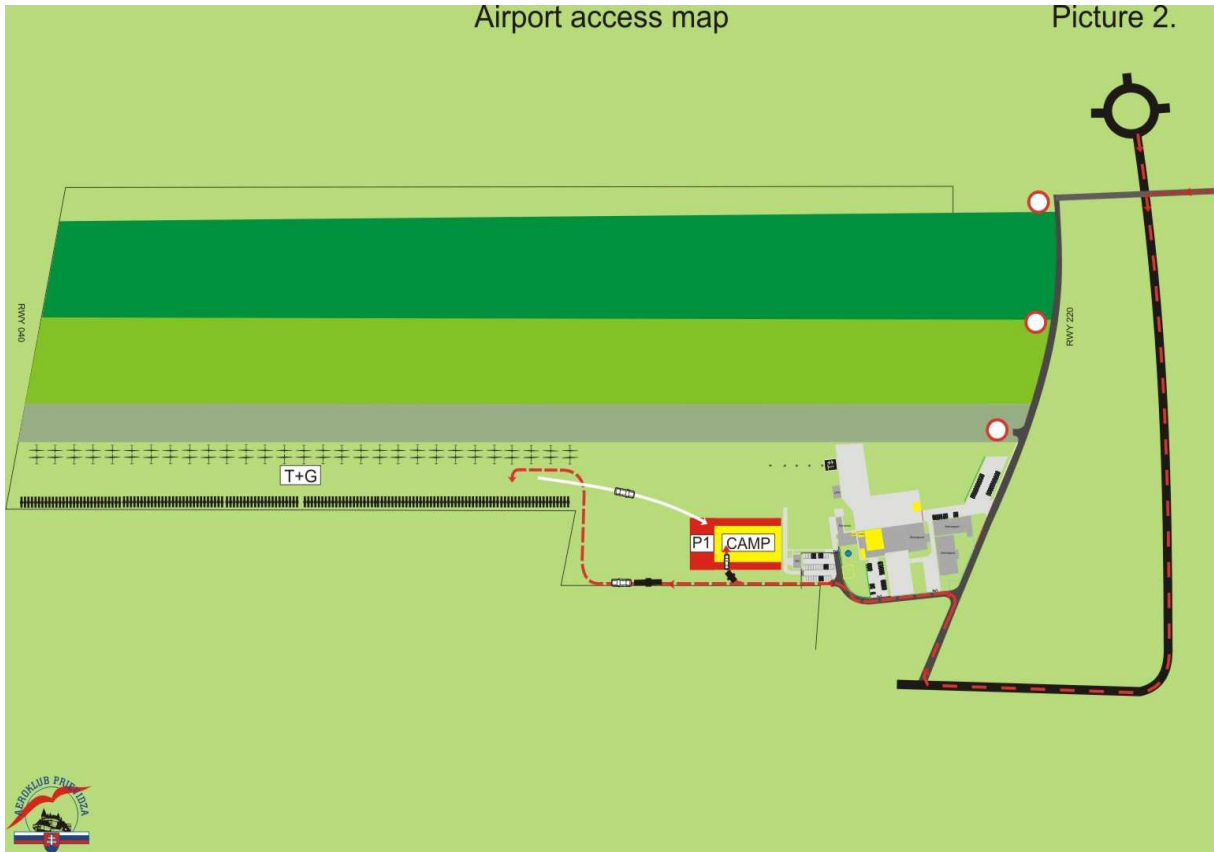 Airport access map
Picture 2.
RWY 040
RWY 220
T+G
P1
CAMP
AEROKLUB PRIEVIDZA